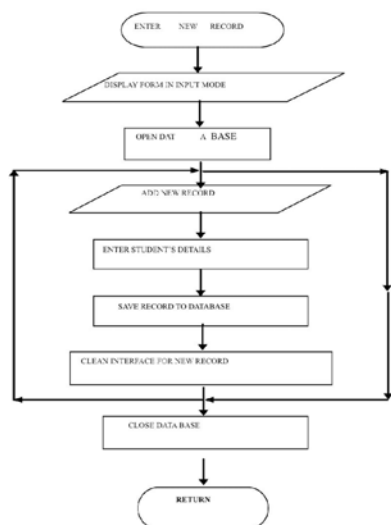 ENTER NEW RECORD
DISPLAY FORM IN INPUT MODE
OPEN DAT A BASE
ADD NEW RECORD
ENTER STUDENT'S DETAILS
SAVE RECORD TO DATABASE
CLEAN INTERFACE FOR NEW RECORD
CLOSE DATA BASE
RETURN